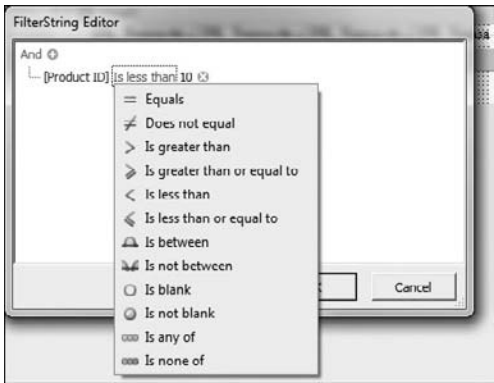 FilterString Editor
And
[Product ID] Is less than 10
Equals
Does not equal
Is greater than
Is greater than or equal to
Is less than
Is less than or equal to
Is between
Is not between
Is blank
Is not blank
Cancel
Is any of
Is none of